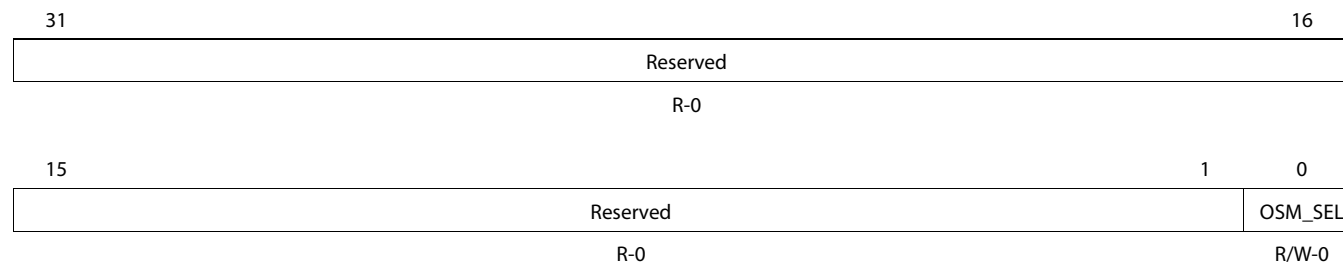 31 16
Reserved
R-0
15 1 0
Reserved OSM_SEL
R-0 R/W-0